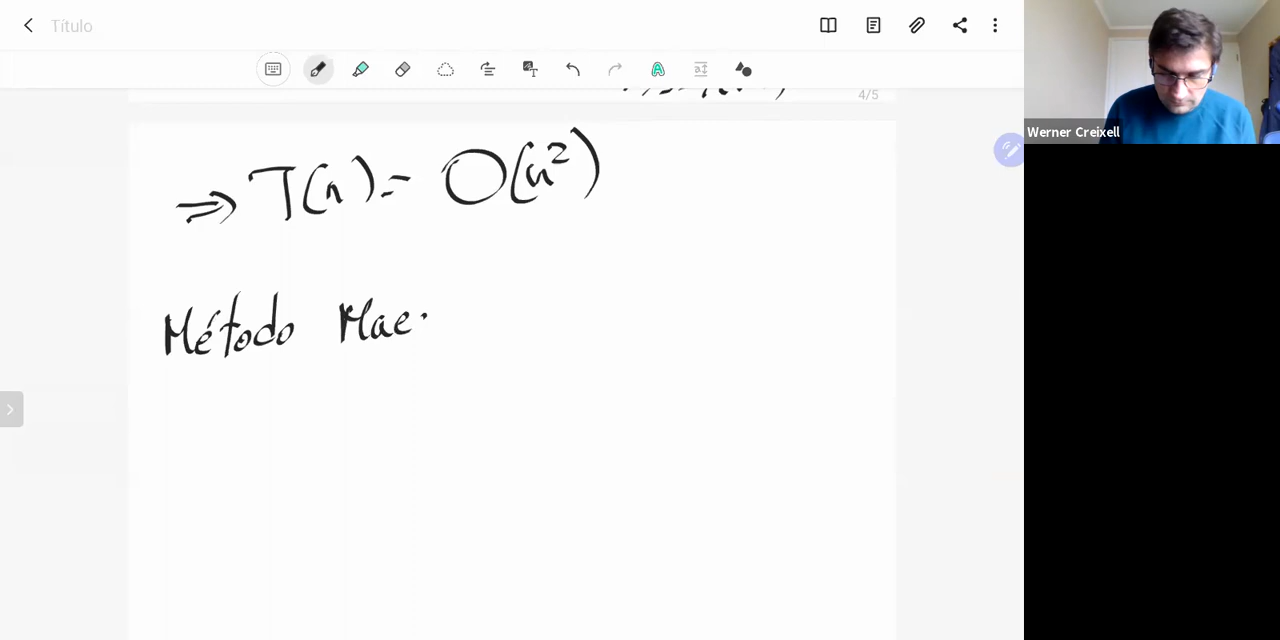 Título
4/5
Werner Creixell
⇒ T(n) = O(n²)
Método Mae